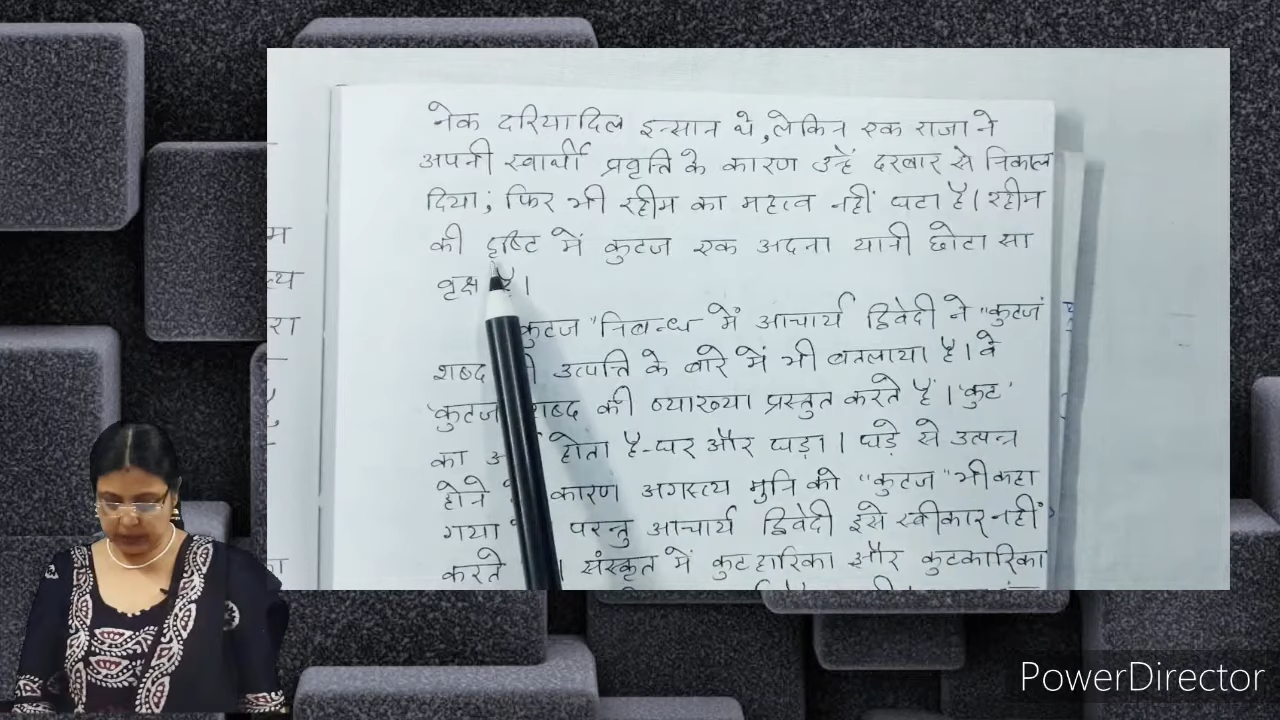 नेक दरियादिल इन्सान थे, लेकिन एक राजा ने
अपनी स्वार्थी प्रवृत्ति के कारण उन्हें दरबार से निकाल
दिया; फिर भी रहीम का महत्व नहीं घटा है। रहीम
की दृष्टि में कुटज एक अदना यानी छोटा सा
वृक्ष है।
कुटज" निबन्ध में आचार्य द्विवेदी ने "कुटज
शब्द की उत्पत्ति के बारे में भी बतलाया है। वे
'कुटज शब्द की व्याख्या प्रस्तुत करते हैं। 'कुट'
का होता है-घर और घड़ा। घड़े से उत्पन्न
होने कारण अगस्त्य मुनि को "कुटज" भी कहा
गया परन्तु आचार्य द्विवेदी इसे स्वीकार नहीं
करते । संस्कृत में कुटहारिका और कुटकारिका
PowerDirector